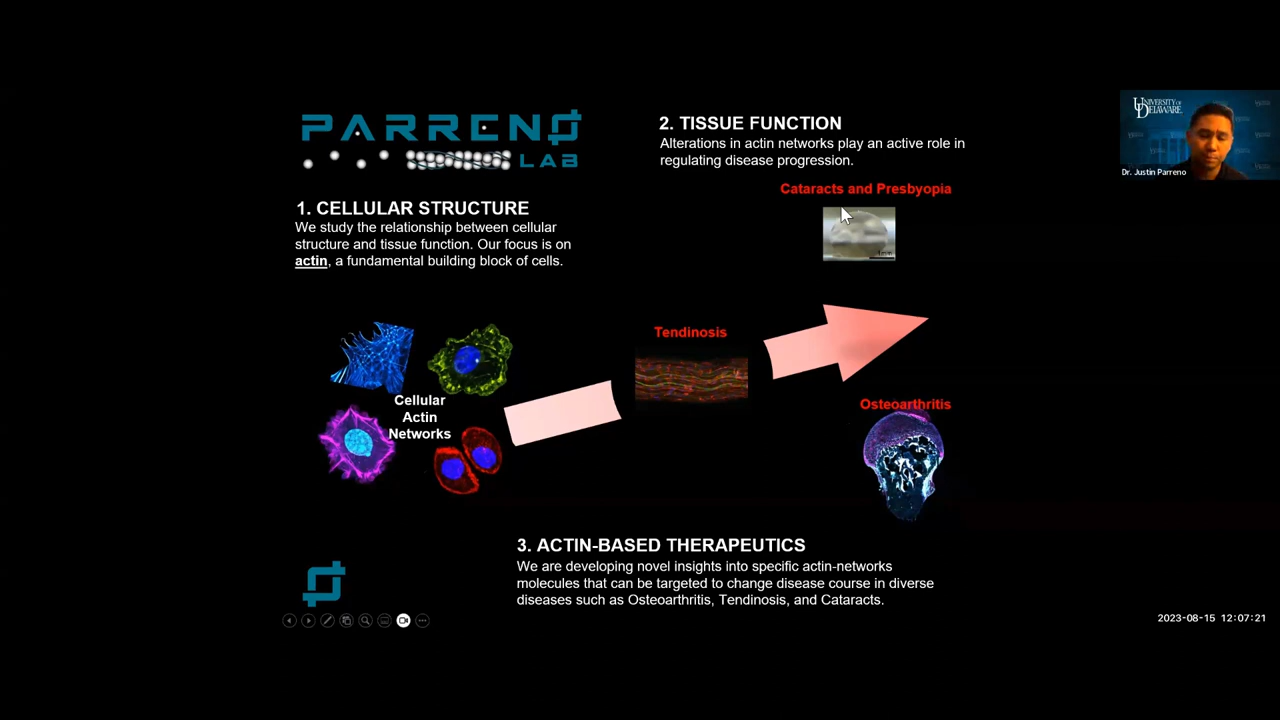 PARRENO
LAB
1. CELLULAR STRUCTURE
We study the relationship between cellular
structure and tissue function. Our focus is on
actin, a fundamental building block of cells.
2. TISSUE FUNCTION
Alterations in actin networks play an active role in
regulating disease progression.
Cataracts and Presbyopia
UNIVERSITY OF
DELAWARE
Dr. Justin Parreno
Tendinosis
Cellular
Actin
Networks
Osteoarthritis
3. ACTIN-BASED THERAPEUTICS
We are developing novel insights into specific actin-networks
molecules that can be targeted to change disease course in diverse
diseases such as Osteoarthritis, Tendinosis, and Cataracts.
2023-08-15 12:07:21